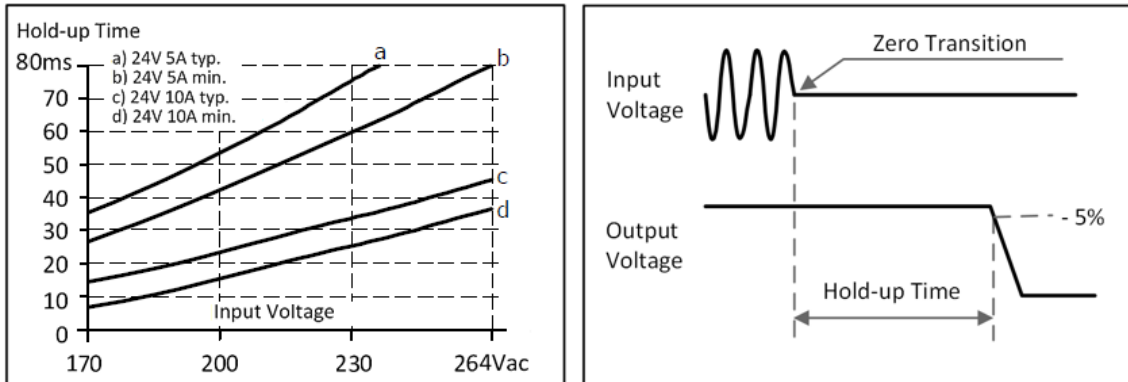 Hold-up Time
80ms
70
60
50
40
30
20
10
0
a) 24V 5A typ.
b) 24V 5A min.
c) 24V 10A typ.
d) 24V 10A min.
a
b
c
d
Input Voltage
170
200
230
264Vac
Zero Transition
Input
Voltage
Output
Voltage
- 5%
Hold-up Time